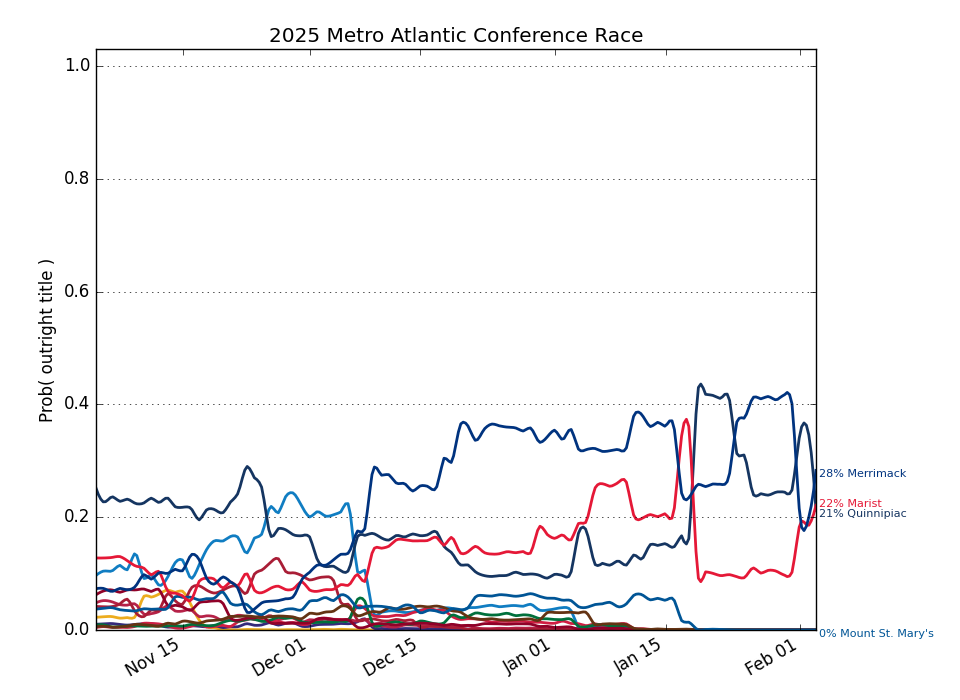 2025 Metro Atlantic Conference Race
1.0
0.8
0.6
0.4
0.2
0.0
Prob( outright title )
28% Merrimack
22% Marist
21% Quinnipiac
0% Mount St. Mary's
Nov 15
Dec 01
Dec 15
Jan 01
Jan 15
Feb 01